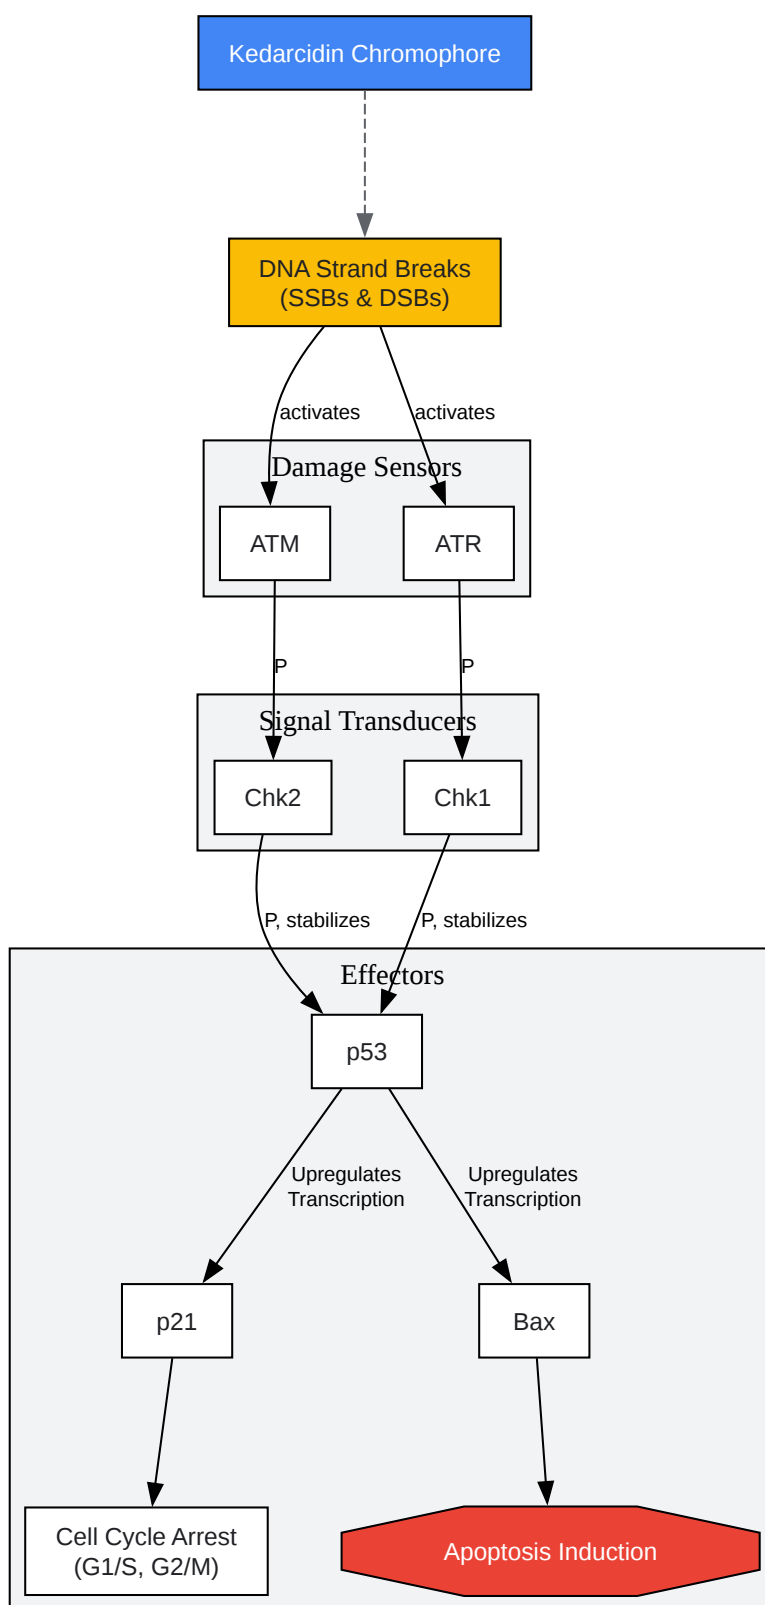 Kedarcidin Chromophore
DNA Strand Breaks
(SSBs & DSBs)
activates
activates
Damage Sensors
ATM
ATR
P
P
Signal Transducers
Chk2
Chk1
P, stabilizes
P, stabilizes
Effectors
p53
Upregulates
Transcription
Upregulates
Transcription
p21
Bax
Cell Cycle Arrest
(G1/S, G2/M)
Apoptosis Induction